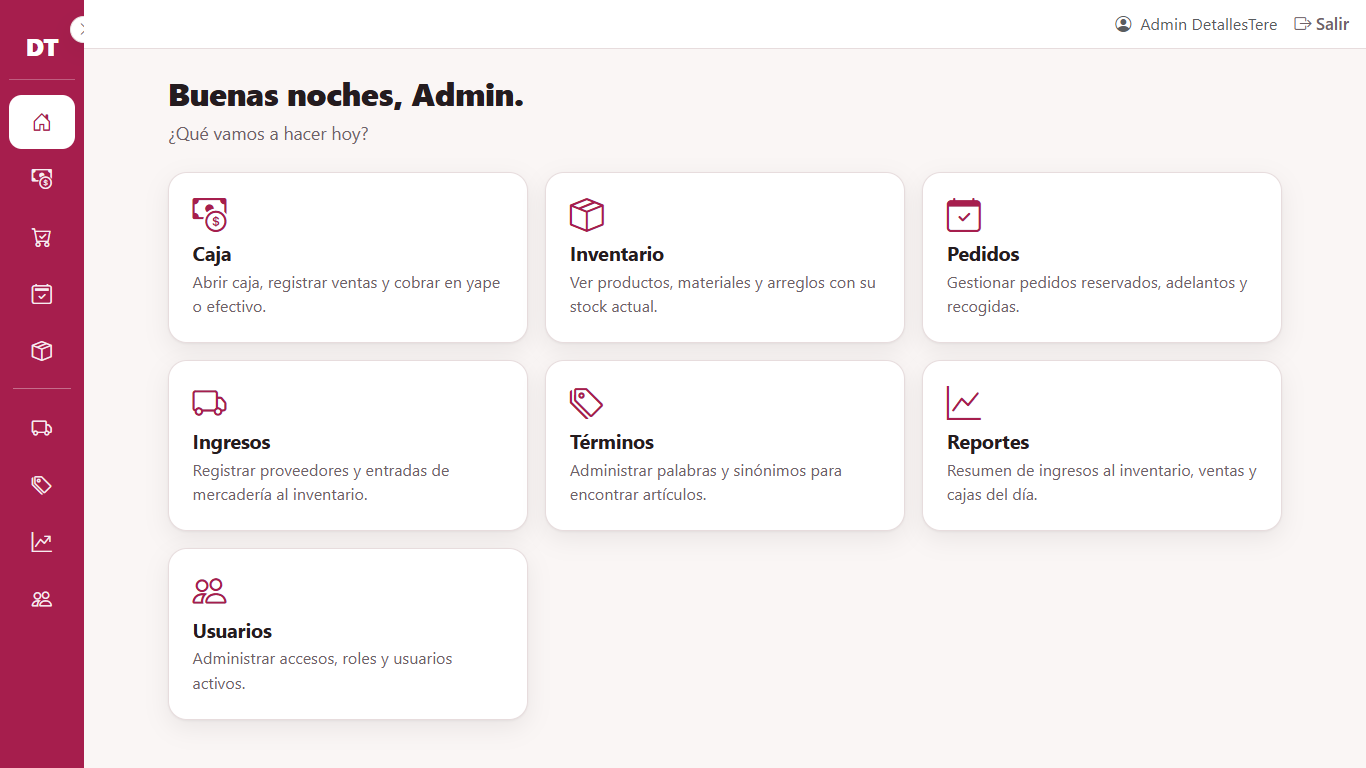 DT
Admin DetallesTere
Salir
Buenas noches, Admin.
¿Qué vamos a hacer hoy?
Caja
Abrir caja, registrar ventas y cobrar en yape
o efectivo.
Inventario
Ver productos, materiales y arreglos con su
stock actual.
Pedidos
Gestionar pedidos reservados, adelantos y
recogidas.
Ingresos
Registrar proveedores y entradas de
mercadería al inventario.
Términos
Administrar palabras y sinónimos para
encontrar artículos.
Reportes
Resumen de ingresos al inventario, ventas y
cajas del día.
Usuarios
Administrar accesos, roles y usuarios
activos.